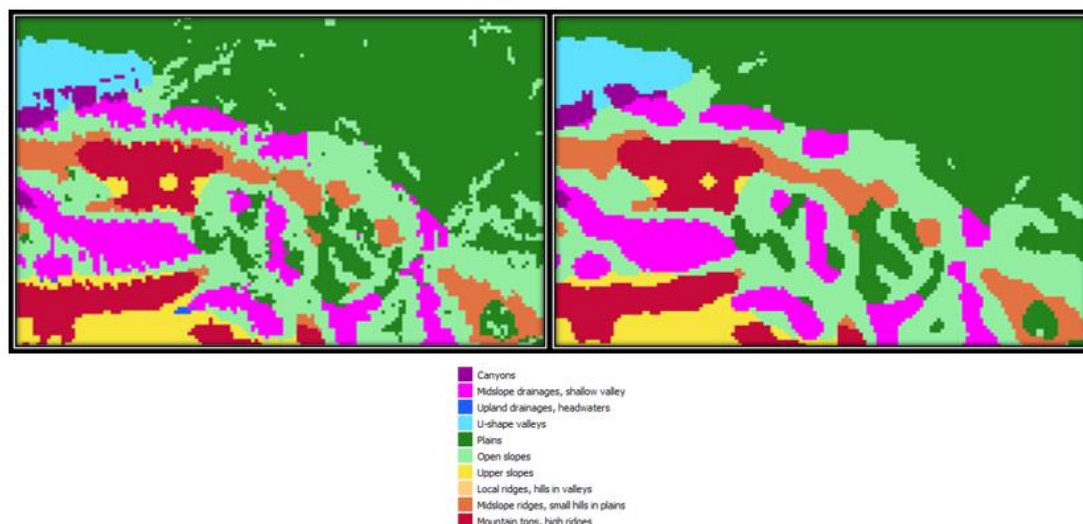 Canyons
Midslope drainages, shallow valley
Upland drainages, headwaters
U-shape valleys
Plains
Open slopes
Upper slopes
Local ridges, hills in valleys
Midslope ridges, small hills in plains
Mountain tops, high ridges